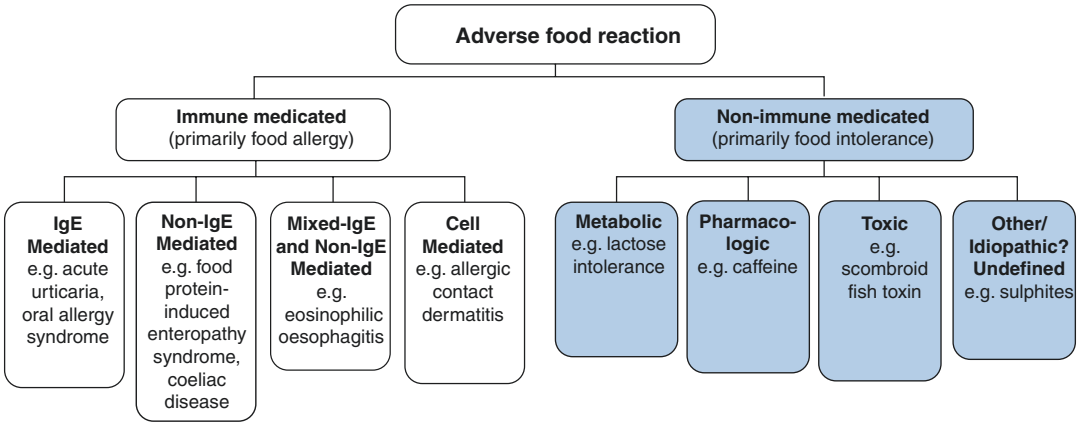 Adverse food reaction
Immune medicated
(primarily food allergy)
Non-immune medicated
(primarily food intolerance)
IgE
Mediated
e.g. acute
urticaria,
oral allergy
syndrome
Non-IgE
Mediated
e.g. food
protein-
induced
enteropathy
syndrome,
coeliac
disease
Mixed-IgE
and Non-IgE
Mediated
e.g.
eosinophilic
oesophagitis
Cell
Mediated
e.g. allergic
contact
dermatitis
Metabolic
e.g. lactose
intolerance
Pharmaco-
logic
e.g. caffeine
Toxic
e.g.
scombroid
fish toxin
Other/
Idiopathic?
Undefined
e.g. sulphites